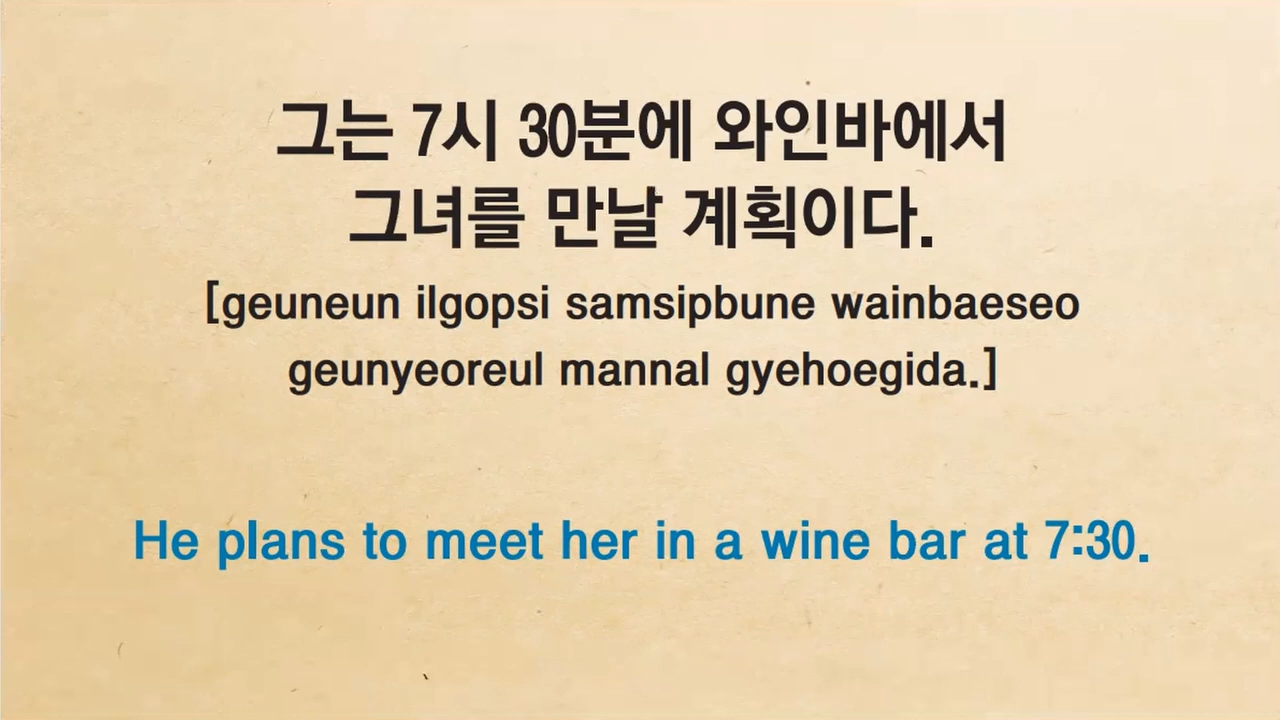 그는 7시 30분에 와인바에서
그녀를 만날 계획이다.
[geuneun ilgopsi samsipbune wainbaeseo
geunyeoreul mannal gyehoegida.]
He plans to meet her in a wine bar at 7:30.